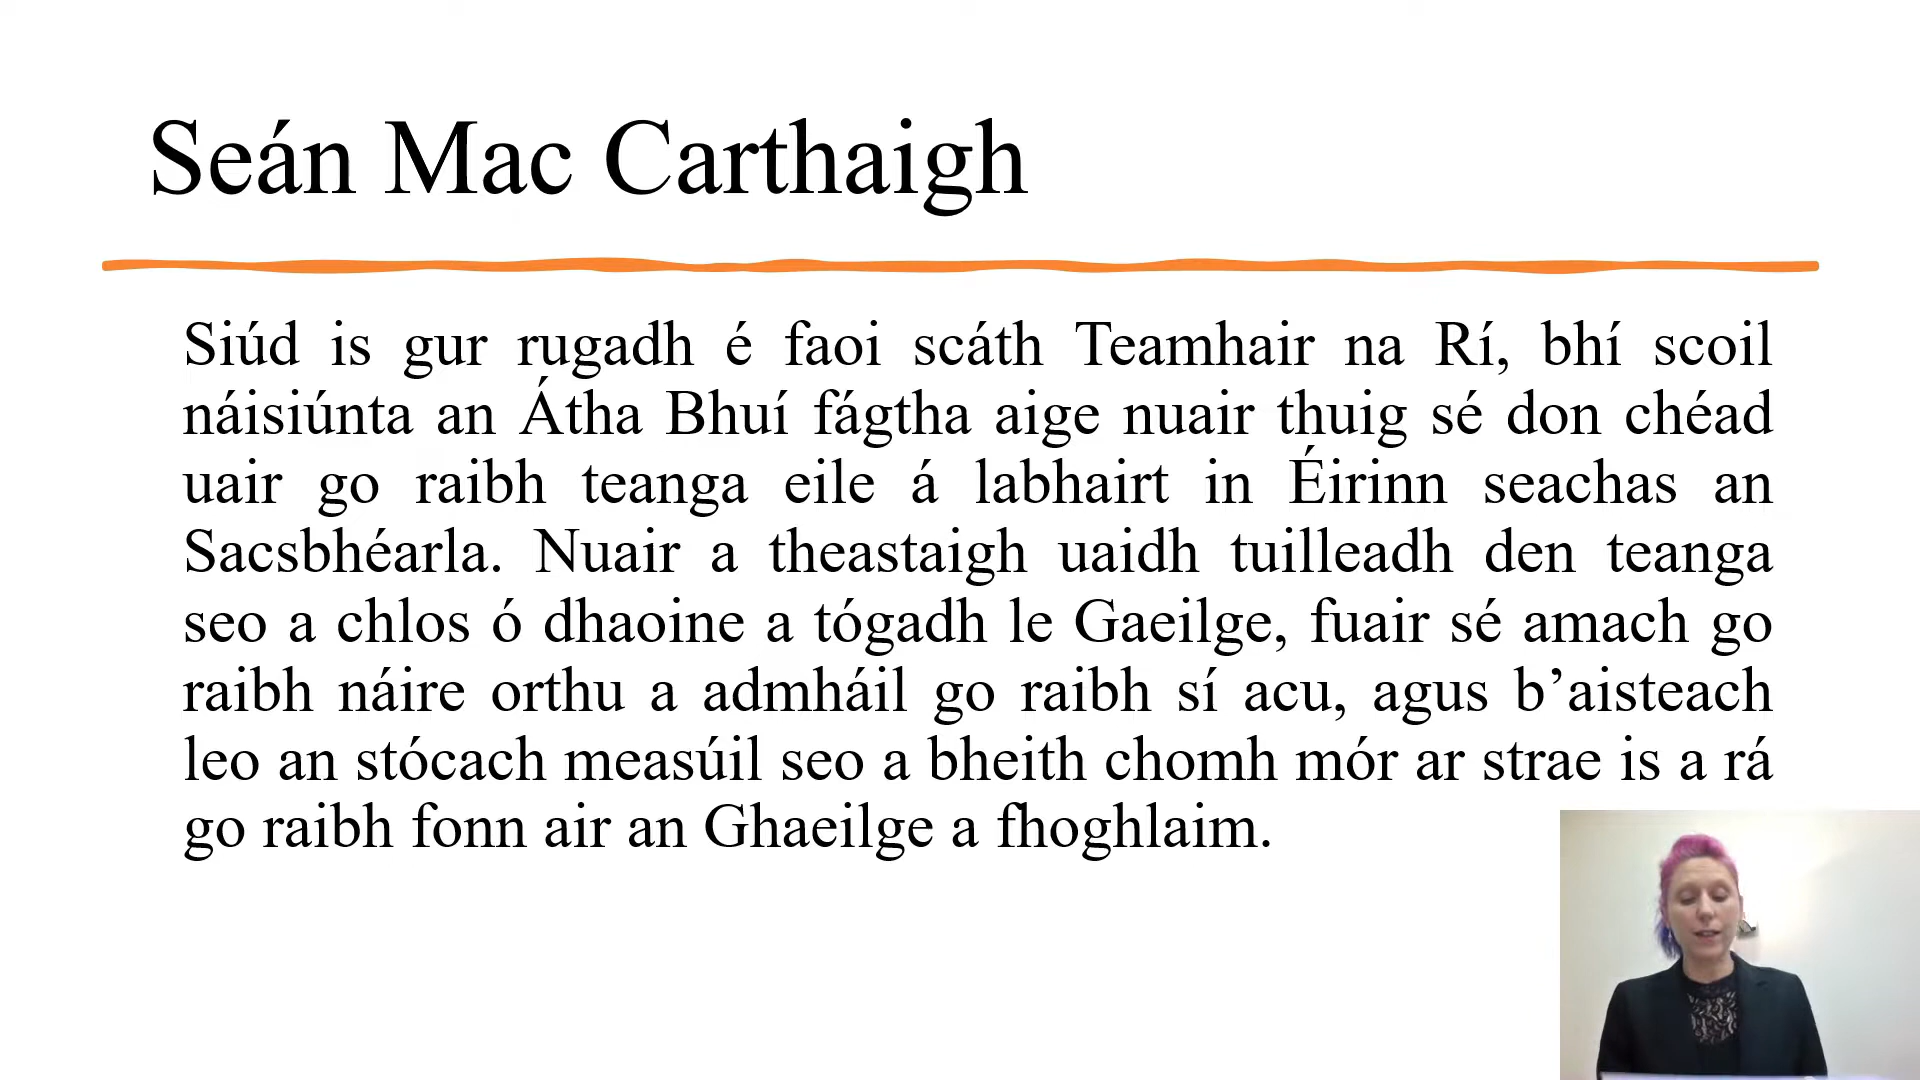 Seán Mac Carthaigh
Siúd is gur rugadh é faoi scáth Teamhair na Rí, bhí scoil
náisiúnta an Átha Bhuí fágtha aige nuair thuig sé don chéad
uair go raibh teanga eile á labhairt in Éirinn seachas an
Sacsbhéarla. Nuair a theastaigh uaidh tuilleadh den teanga
seo a chlos ó dhaoine a tógadh le Gaeilge, fuair sé amach go
raibh náire orthu a admháil go raibh sí acu, agus b’aisteach
leo an stócach measúil seo a bheith chomh mór ar strae is a rá
go raibh fonn air an Ghaeilge a fhoghlaim.